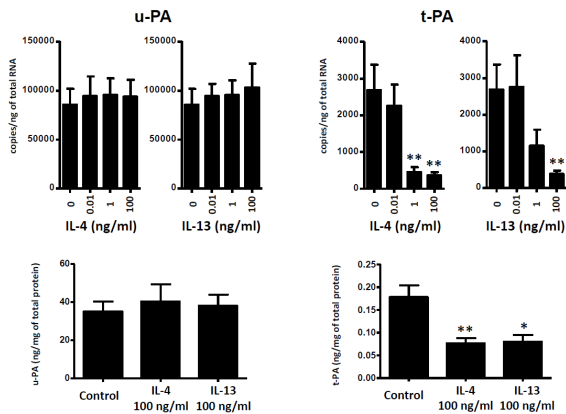 u-PA
t-PA
copies/ng of total RNA
150000
100000
50000
0
0
0.01
1
100
IL-4 (ng/ml)
150000
100000
50000
0
0
0.01
1
100
IL-13 (ng/ml)
copies/ng of total RNA
4000
3000
2000
1000
0
**
**
0
0.01
1
100
IL-4 (ng/ml)
4000
3000
2000
1000
0
**
0
0.01
1
100
IL-13 (ng/ml)
u-PA (ng/mg of total protein)
60
40
20
0
Control
IL-4
100 ng/ml
IL-13
100 ng/ml
t-PA (ng/mg of total protein)
0.25
0.20
0.15
0.10
0.05
0.00
**
*
Control
IL-4
100 ng/ml
IL-13
100 ng/ml